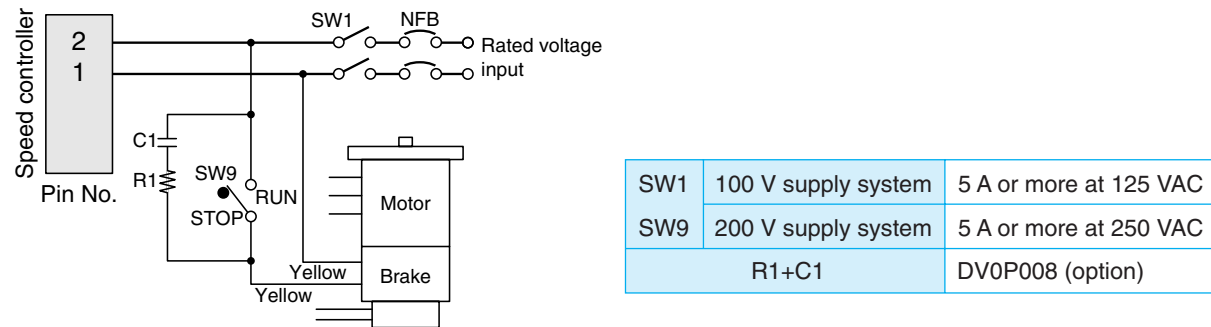 Speed controller
2
1
Pin No.
SW1
NFB
Rated voltage
input
C1
R1
SW9
RUN
STOP
Motor
Brake
Yellow
Yellow
SW1 100 V supply system 5 A or more at 125 VAC
SW9 200 V supply system 5 A or more at 250 VAC
R1+C1 DV0P008 (option)